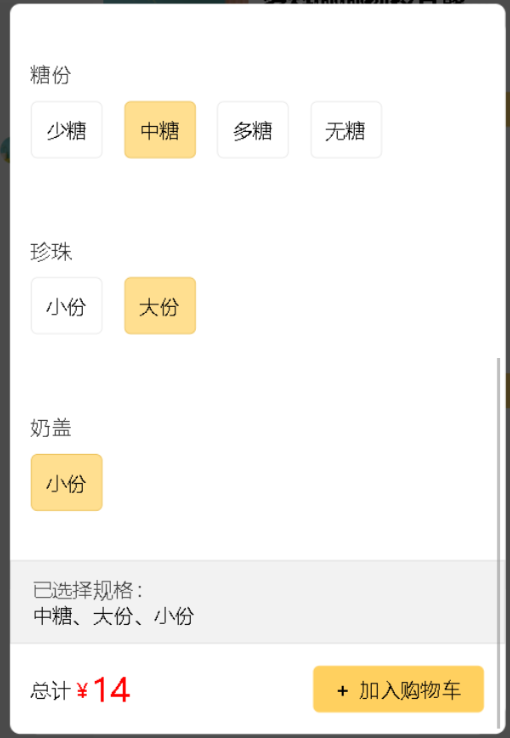 糖份
少糖 中糖 多糖 无糖
珍珠
小份 大份
奶盖
小份
已选择规格：
中糖、大份、小份
总计 ¥14
+ 加入购物车